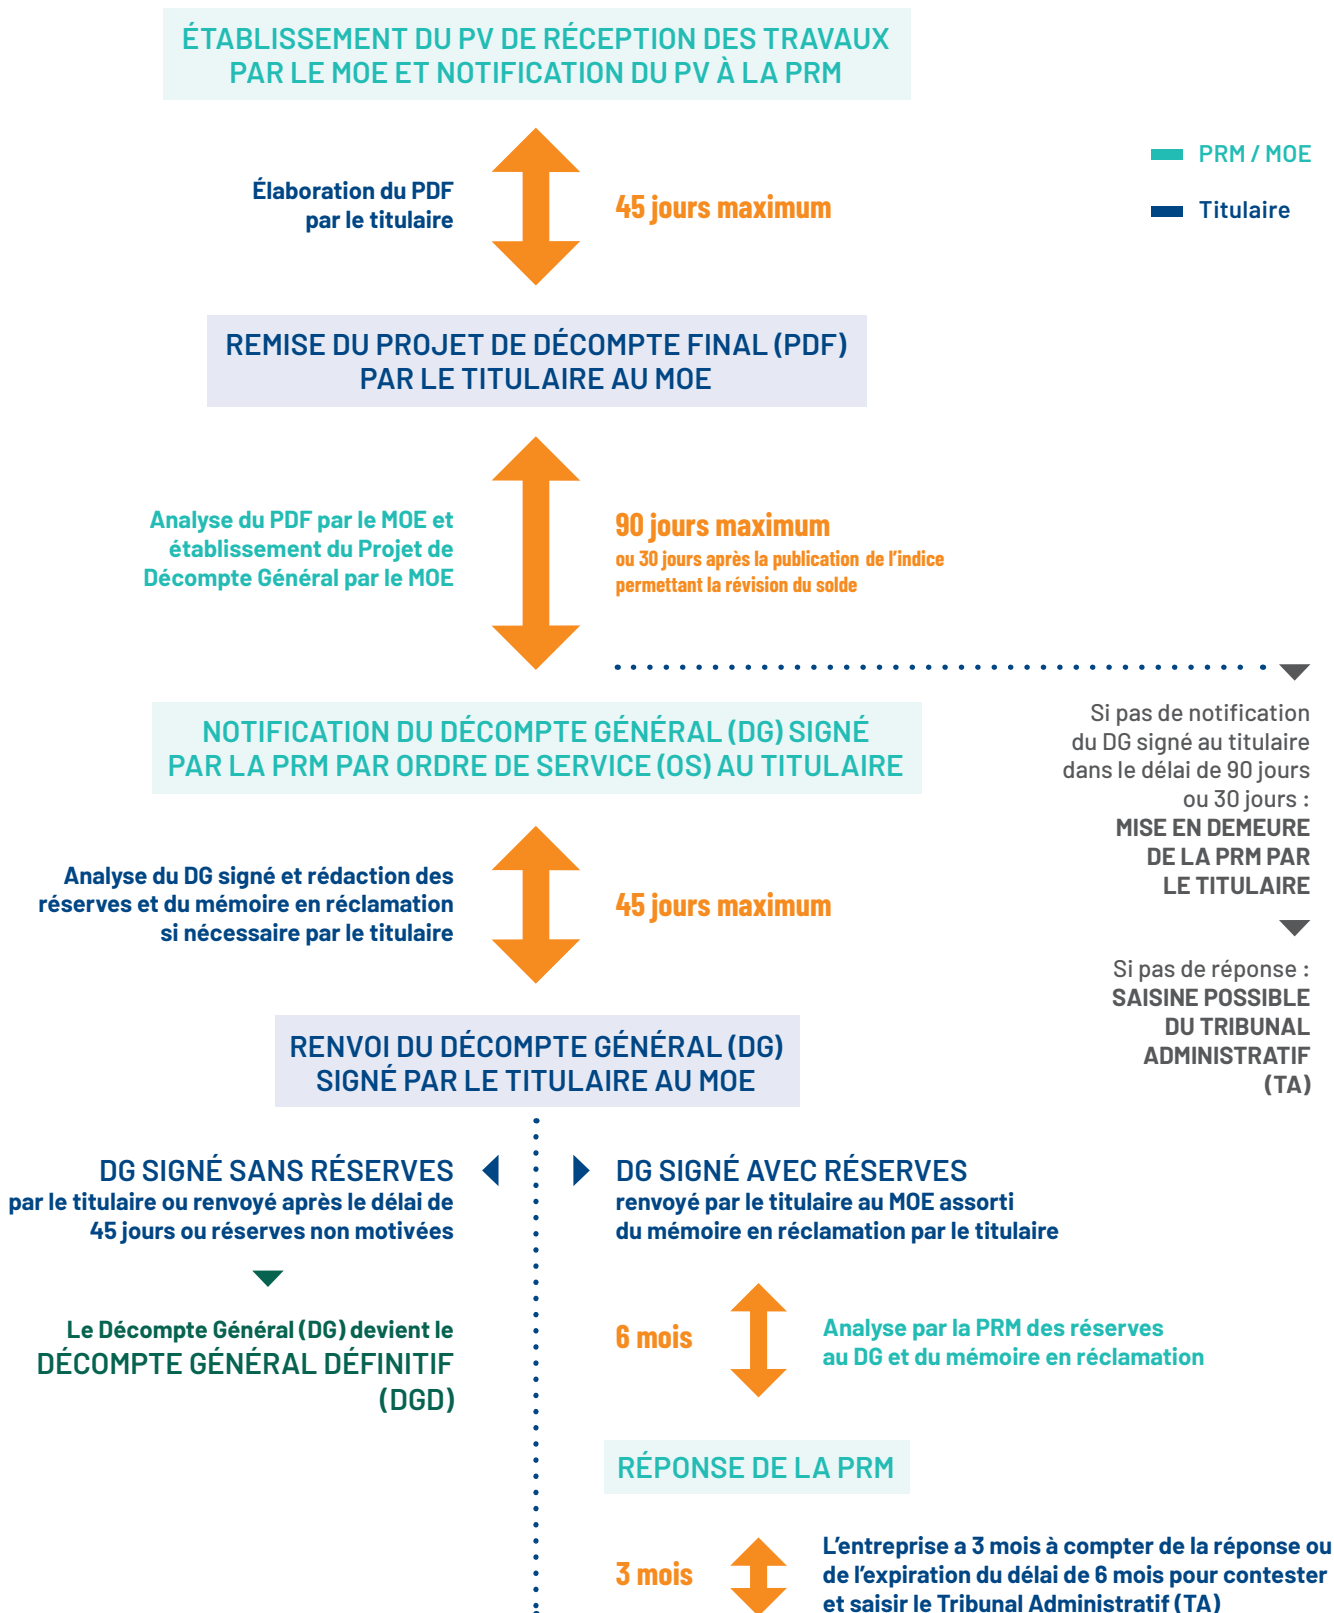 ÉTABLISSEMENT DU PV DE RÉCEPTION DES TRAVAUX
PAR LE MOE ET NOTIFICATION DU PV À LA PRM
PRM / MOE
Titulaire
Élaboration du PDF
par le titulaire
45 jours maximum
REMISE DU PROJET DE DÉCOMPTE FINAL (PDF)
PAR LE TITULAIRE AU MOE
Analyse du PDF par le MOE et
établissement du Projet de
Décompte Général par le MOE
90 jours maximum
ou 30 jours après la publication de l'indice
permettant la révision du solde
NOTIFICATION DU DÉCOMPTE GÉNÉRAL (DG) SIGNÉ
PAR LA PRM PAR ORDRE DE SERVICE (OS) AU TITULAIRE
Si pas de notification
du DG signé au titulaire
dans le délai de 90 jours
ou 30 jours :
MISE EN DEMEURE
DE LA PRM PAR
LE TITULAIRE
Si pas de réponse :
SAISINE POSSIBLE
DU TRIBUNAL
ADMINISTRATIF
(TA)
Analyse du DG signé et rédaction des
réserves et du mémoire en réclamation
si nécessaire par le titulaire
45 jours maximum
RENVOI DU DÉCOMPTE GÉNÉRAL (DG)
SIGNÉ PAR LE TITULAIRE AU MOE
DG SIGNÉ SANS RÉSERVES
par le titulaire ou renvoyé après le délai de
45 jours ou réserves non motivées
Le Décompte Général (DG) devient le
DÉCOMPTE GÉNÉRAL DÉFINITIF
(DGD)
DG SIGNÉ AVEC RÉSERVES
renvoyé par le titulaire au MOE assorti
du mémoire en réclamation par le titulaire
6 mois
Analyse par la PRM des réserves
au DG et du mémoire en réclamation
RÉPONSE DE LA PRM
3 mois
L'entreprise a 3 mois à compter de la réponse ou
de l'expiration du délai de 6 mois pour contester
et saisir le Tribunal Administratif (TA)